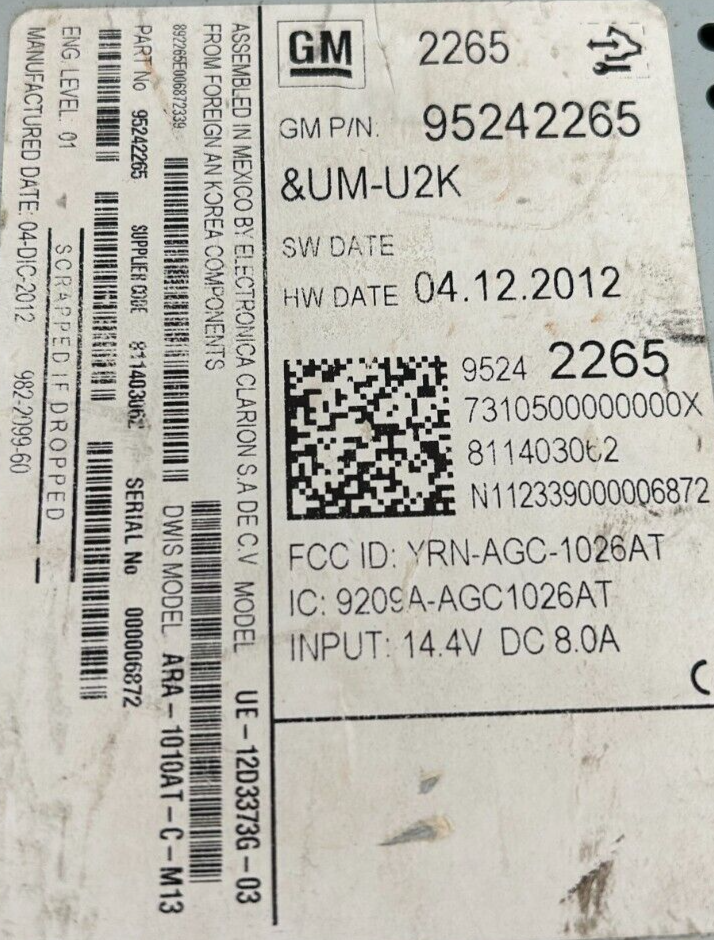 GM 2265
GM P/N. 95242265
&UM-U2K
SW DATE
HW DATE 04.12.2012
9524 2265
7310500000000X
811403062
N112339000006872
FCC ID: YRN-AGC-1026AT
IC: 9209A-AGC1026AT
INPUT: 14.4V DC 8.0A
ASSEMBLED IN MEXICO BY ELECTRONICA CLARION S.A DE C.V MODEL UE-12D3373G-03
FROM FOREIGN AN KOREA COMPONENTS
892265E006872339
DWIS MODEL ARA-1010AT-C-M13
PART No 95242265 SUPPLIER CODE 811403062 SERIAL No 000006872
ENG LEVEL: 01
SCRAPPED IF DROPPED
MANUFACTURED DATE: 04-DIC-2012 982-2099-60